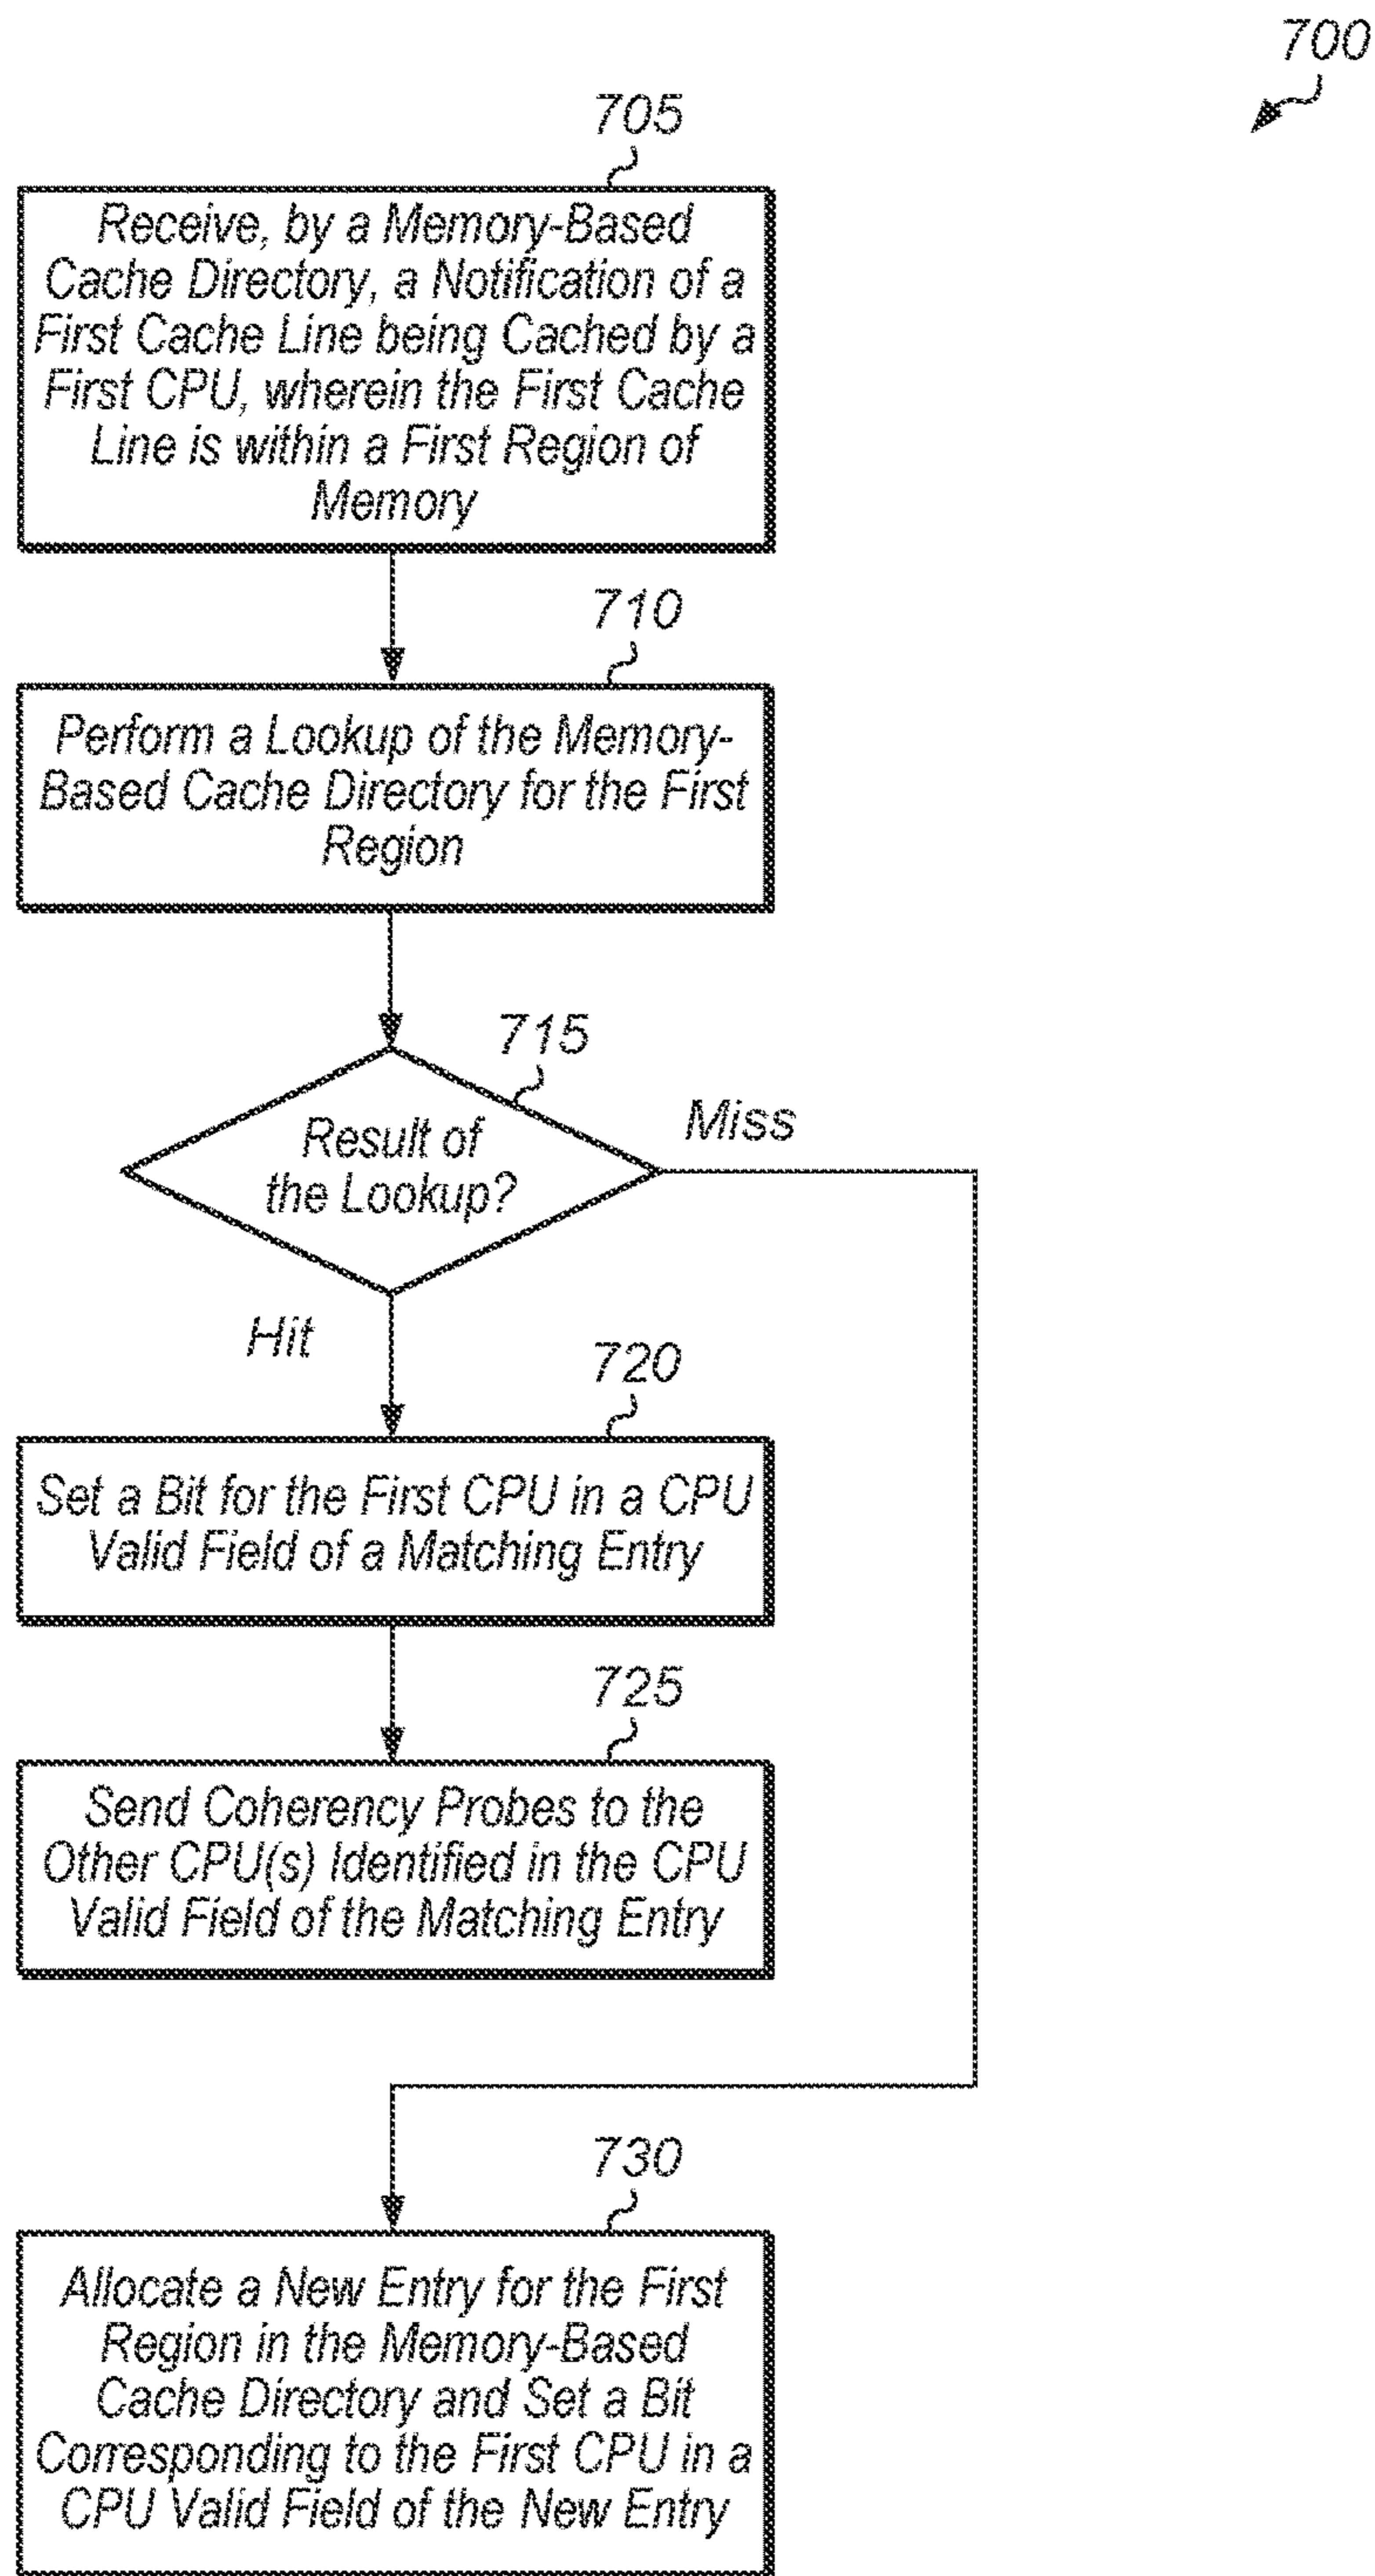 700
705
Receive, by a Memory-Based
Cache Directory, a Notification of a
First Cache Line being Cached by a
First CPU, wherein the First Cache
Line is within a First Region of
Memory
710
Perform a Lookup of the Memory-
Based Cache Directory for the First
Region
715
Result of
the Lookup?
Miss
Hit
720
Set a Bit for the First CPU in a CPU
Valid Field of a Matching Entry
725
Send Coherency Probes to the
Other CPU(s) Identified in the CPU
Valid Field of the Matching Entry
730
Allocate a New Entry for the First
Region in the Memory-Based
Cache Directory and Set a Bit
Corresponding to the First CPU in a
CPU Valid Field of the New Entry